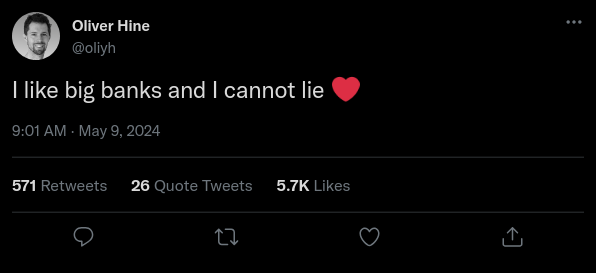 Oliver Hine
@oliyh
I like big banks and I cannot lie ❤️
9:01 AM · May 9, 2024
571 Retweets 26 Quote Tweets 5.7K Likes